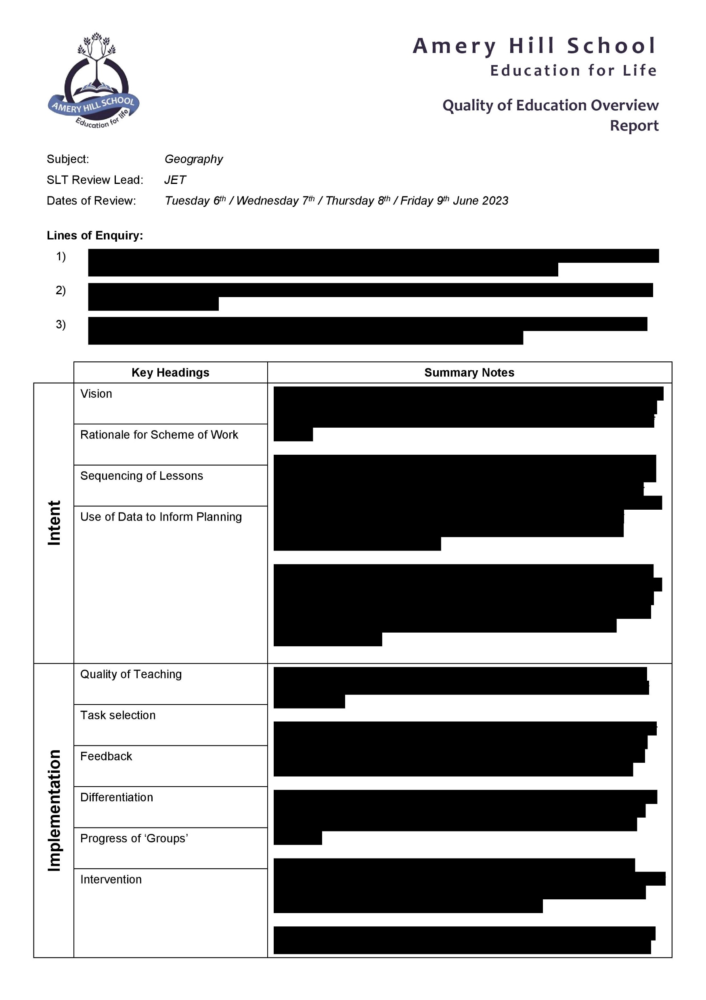 AMERY HILL SCHOOL
Education for life
Amery Hill School
Education for Life
Quality of Education Overview
Report
Subject: Geography
SLT Review Lead: JET
Dates of Review: Tuesday 6th / Wednesday 7th / Thursday 8th / Friday 9th June 2023
Lines of Enquiry:
1)
2)
3)
Key Headings Summary Notes
Intent
Vision
Rationale for Scheme of Work
Sequencing of Lessons
Use of Data to Inform Planning
Implementation
Quality of Teaching
Task selection
Feedback
Differentiation
Progress of ‘Groups’
Intervention